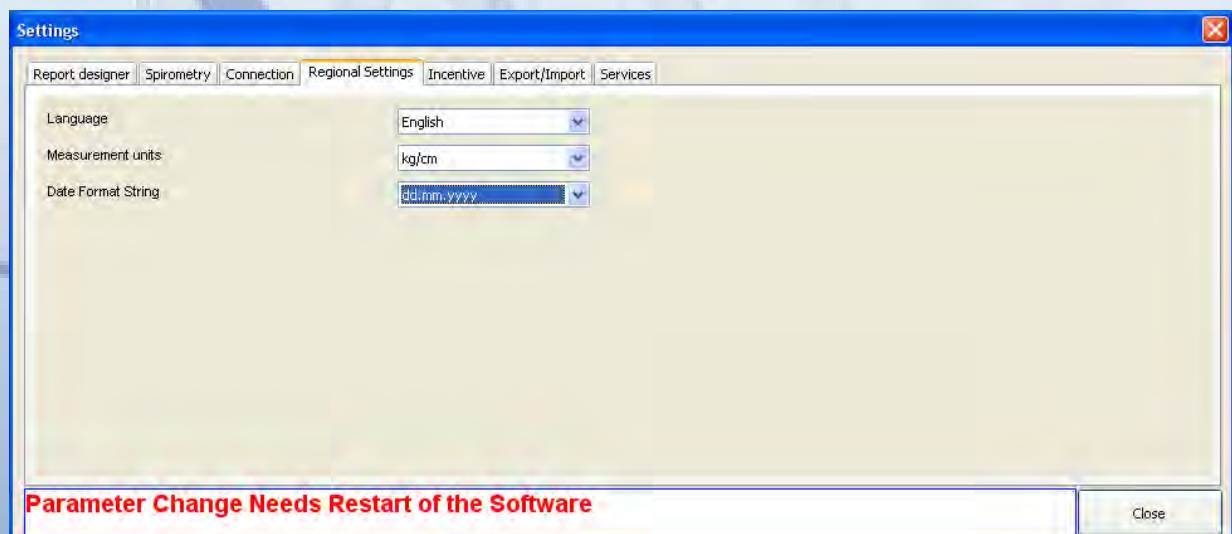 Settings
Report designer Spirometry Connection Regional Settings Incentive Export/Import Services
Language English
Measurement units kg/cm
Date Format String dd.mm.yyyy
Parameter Change Needs Restart of the Software
Close